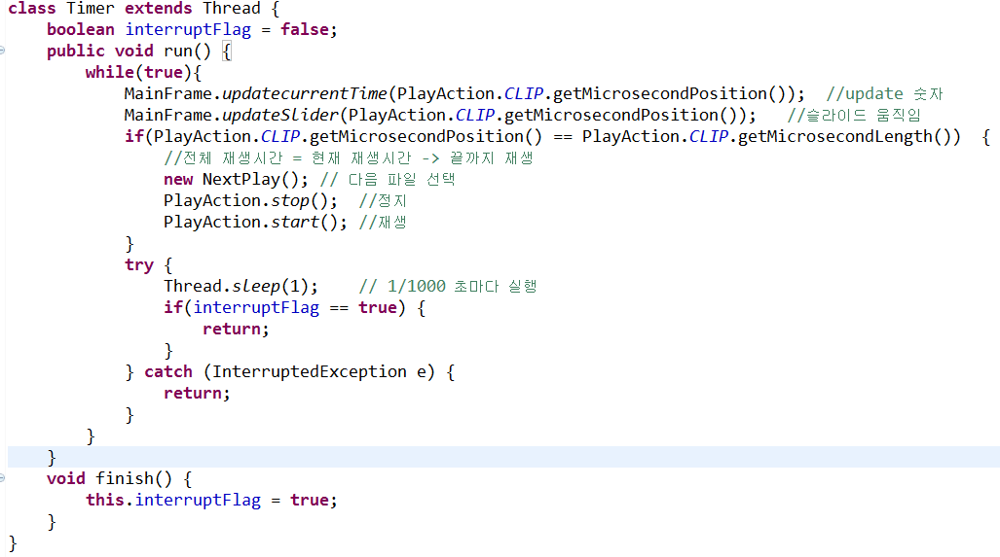 class Timer extends Thread {
    boolean interruptFlag = false;
    public void run() {
        while(true){
            MainFrame.updatecurrentTime(PlayAction.CLIP.getMicrosecondPosition());  //update 숫자
            MainFrame.updateSlider(PlayAction.CLIP.getMicrosecondPosition());   //슬라이드 움직임
            if(PlayAction.CLIP.getMicrosecondPosition() == PlayAction.CLIP.getMicrosecondLength())  {
                //전체 재생시간 = 현재 재생시간 -> 끝까지 재생
                new NextPlay(); // 다음 파일 선택
                PlayAction.stop();  //정지
                PlayAction.start(); //재생
            }
            try {
                Thread.sleep(1);    // 1/1000 초마다 실행
                if(interruptFlag == true) {
                    return;
                }
            } catch (InterruptedException e) {
                return;
            }
        }
    }
    void finish() {
        this.interruptFlag = true;
    }
}